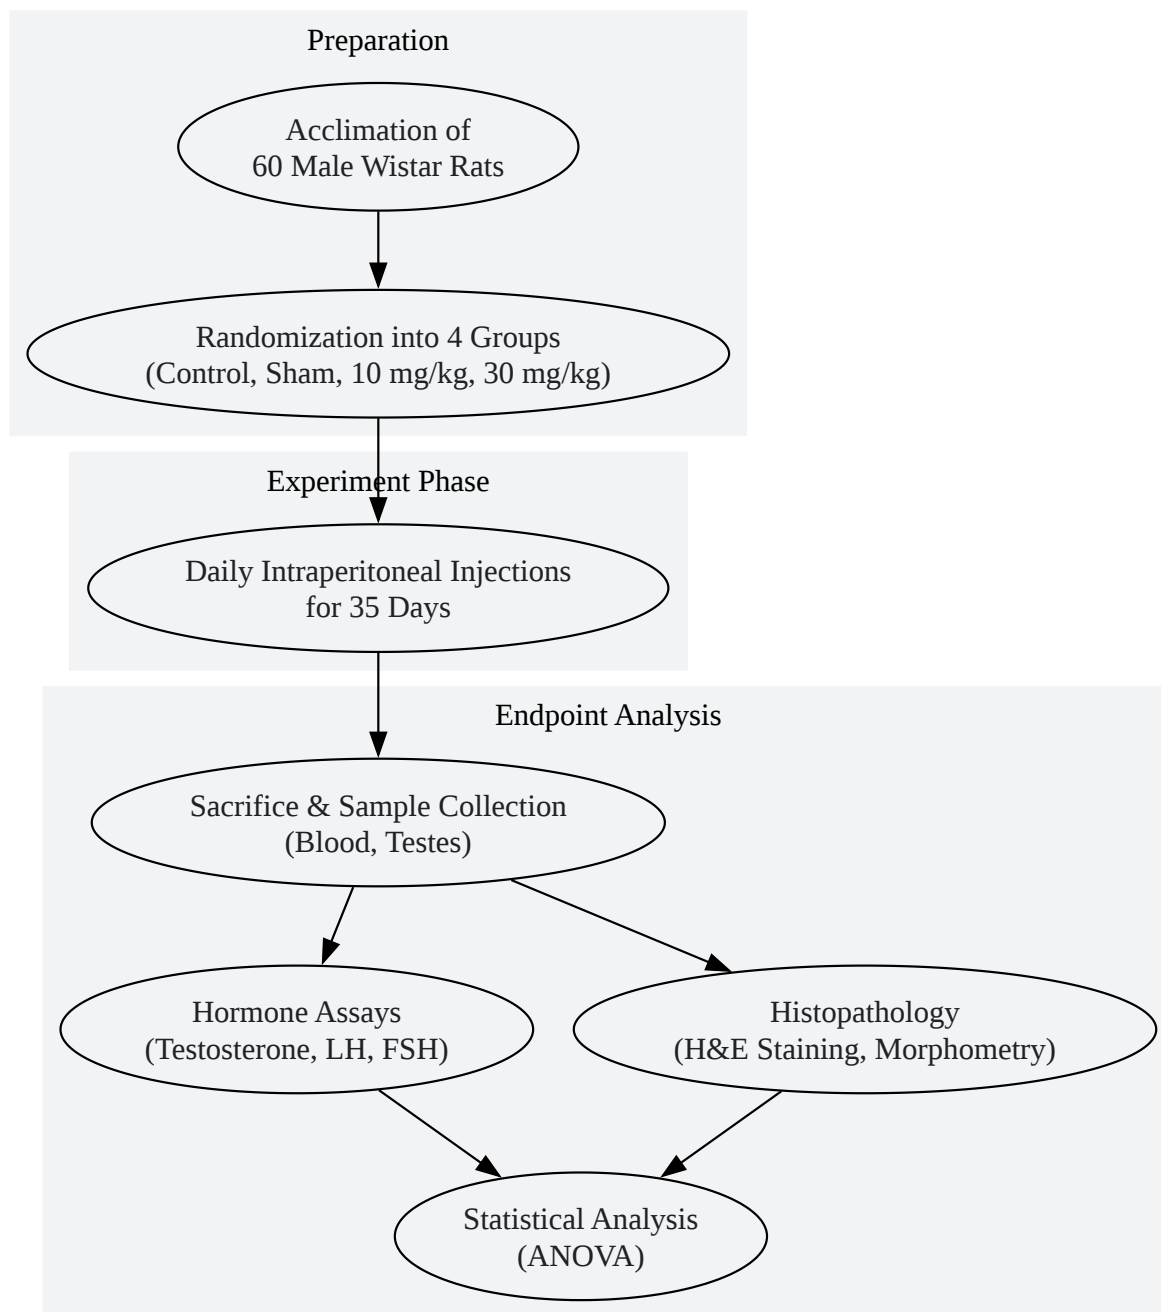 Preparation
Acclimation of
60 Male Wistar Rats
Randomization into 4 Groups
(Control, Sham, 10 mg/kg, 30 mg/kg)
Experiment Phase
Daily Intraperitoneal Injections
for 35 Days
Endpoint Analysis
Sacrifice & Sample Collection
(Blood, Testes)
Hormone Assays
(Testosterone, LH, FSH)
Histopathology
(H&E Staining, Morphometry)
Statistical Analysis
(ANOVA)